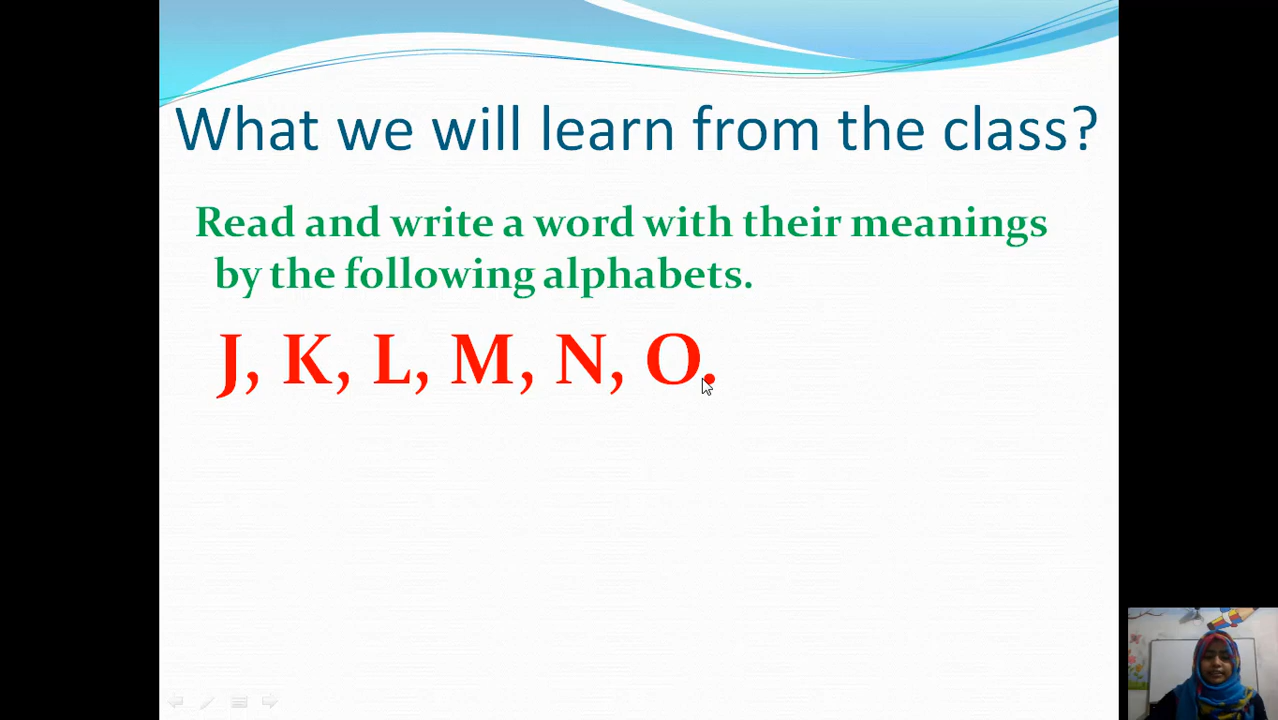 What we will learn from the class?
Read and write a word with their meanings
by the following alphabets.
J, K, L, M, N, O.